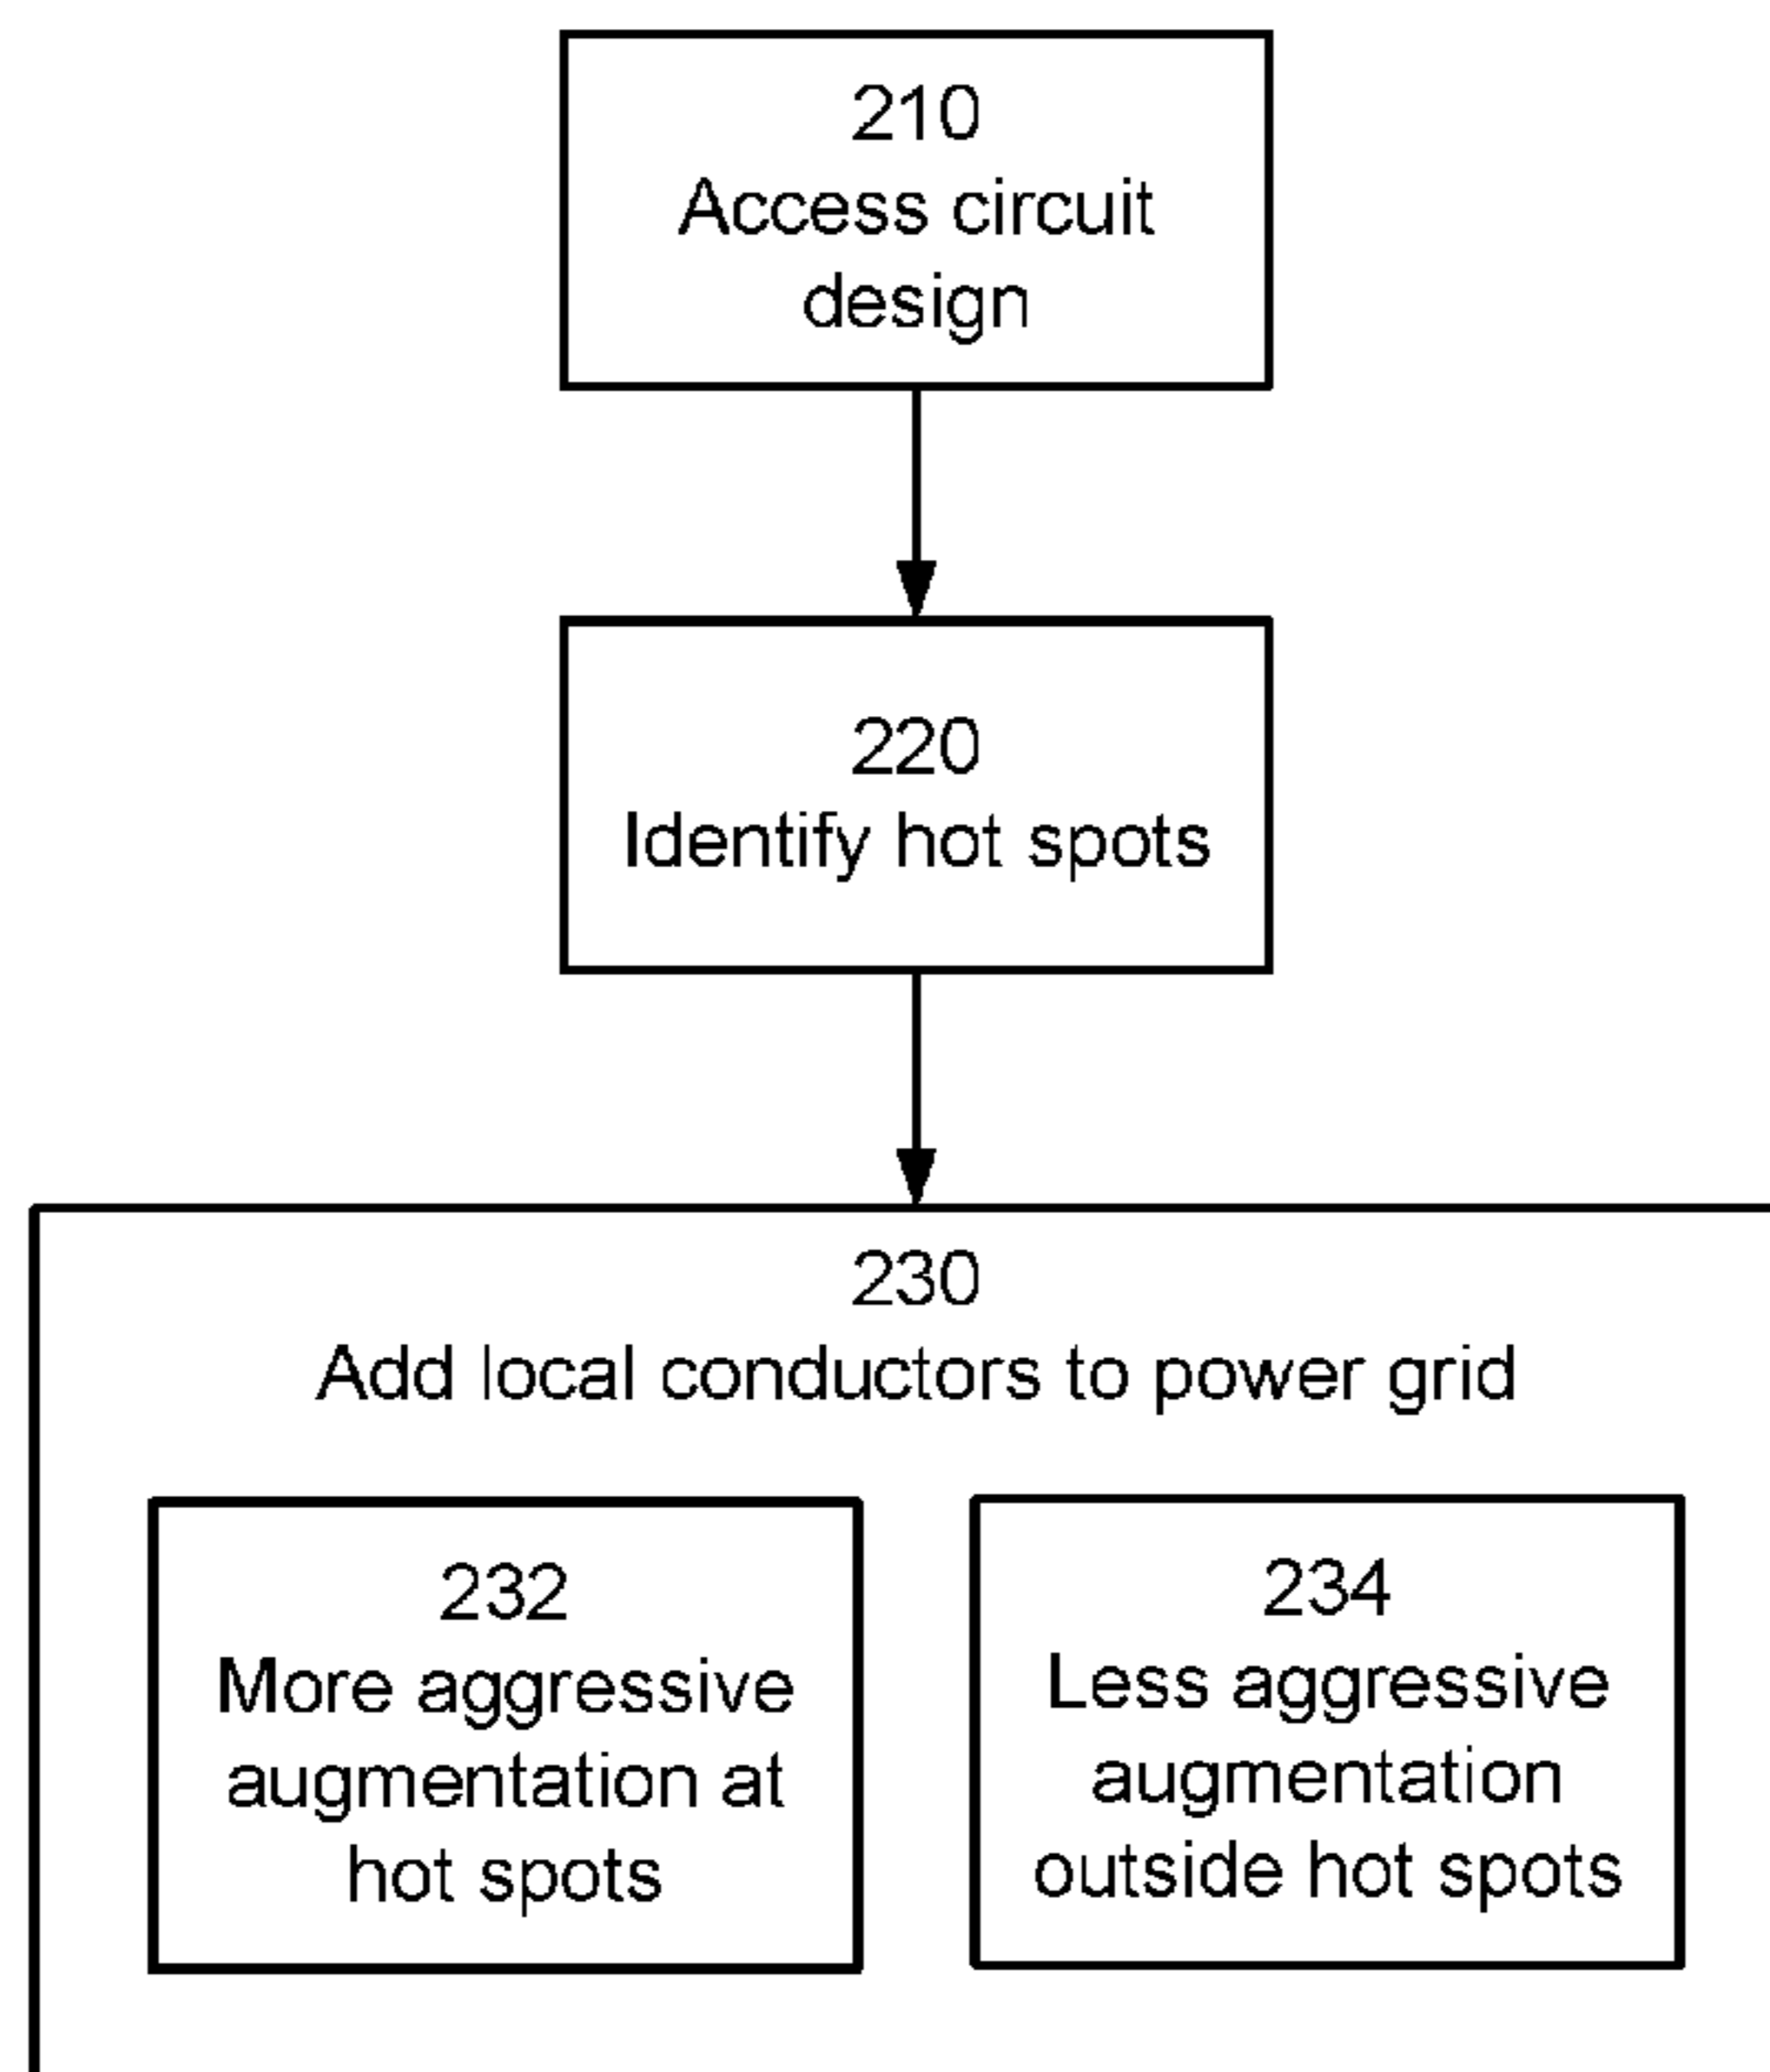 210
Access circuit
design
220
Identify hot spots
230
Add local conductors to power grid
232
More aggressive
augmentation at
hot spots
234
Less aggressive
augmentation
outside hot spots